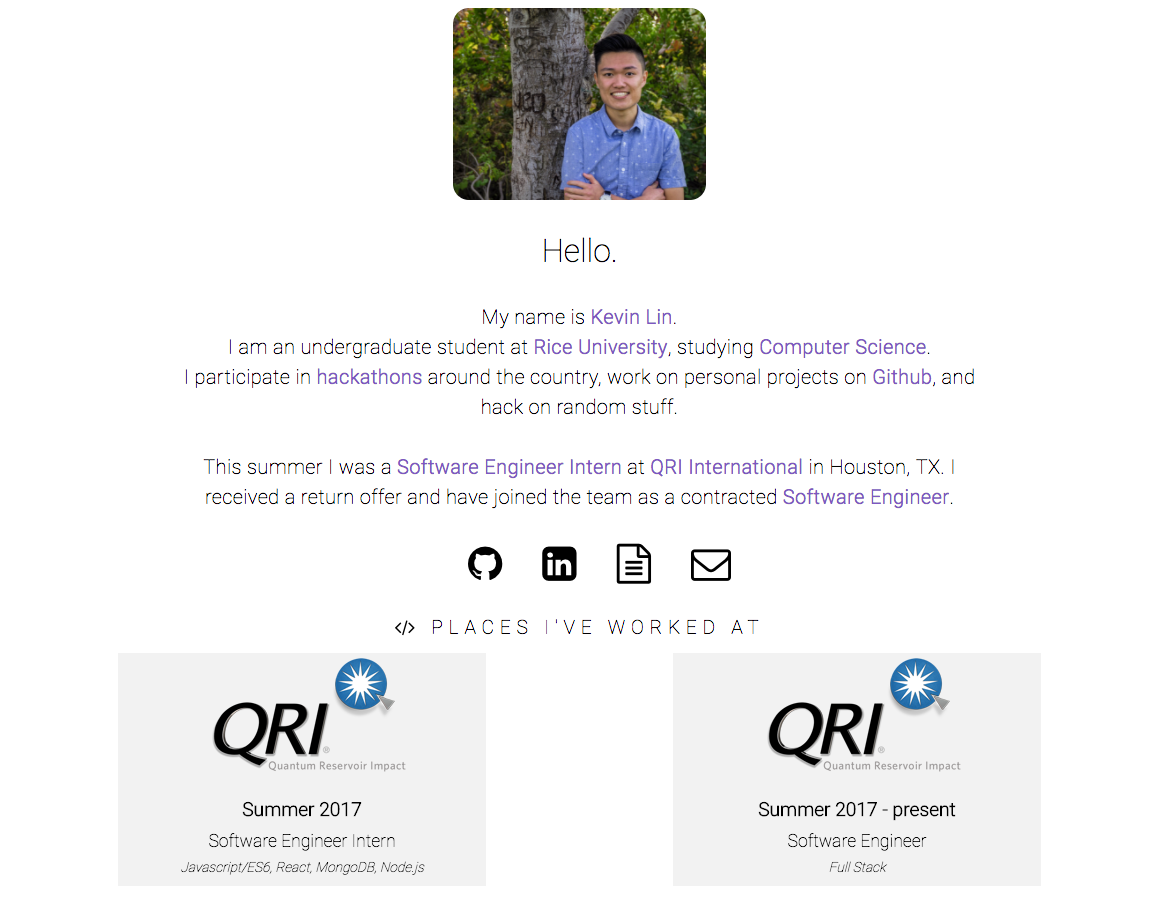 Hello.
My name is Kevin Lin.
I am an undergraduate student at Rice University, studying Computer Science.
I participate in hackathons around the country, work on personal projects on Github, and
hack on random stuff.
This summer I was a Software Engineer Intern at QRI International in Houston, TX. I
received a return offer and have joined the team as a contracted Software Engineer.
in
</> PLACES I'VE WORKED AT
QRI®
Quantum Reservoir Impact
Summer 2017
Software Engineer Intern
Javascript/ES6, React, MongoDB, Node.js
QRI®
Quantum Reservoir Impact
Summer 2017 - present
Software Engineer
Full Stack